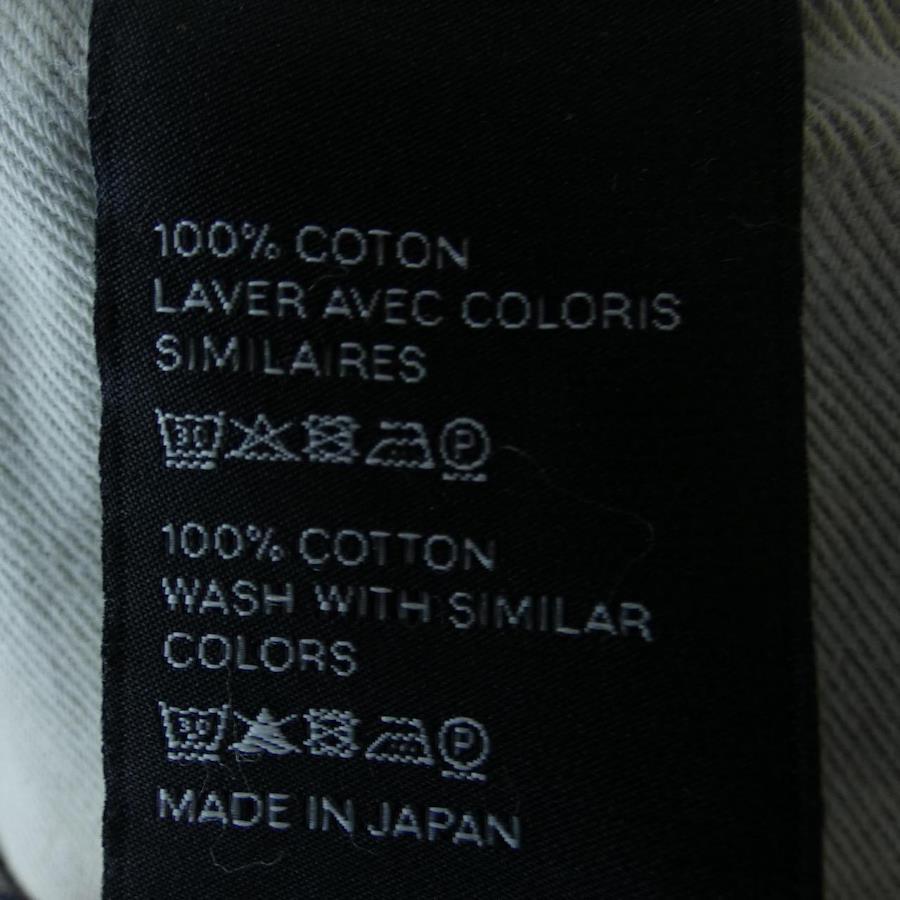 100% COTON
LAVER AVEC COLORIS
SIMILAIRES
30 P
100% COTTON
WASH WITH SIMILAR
COLORS
30 P
MADE IN JAPAN